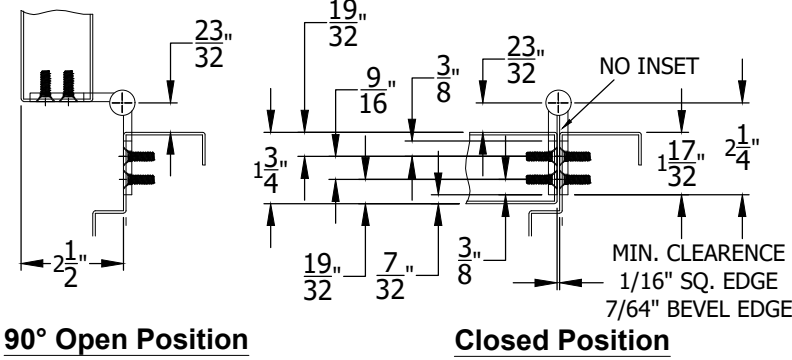 23/32"
2 1/2"
90° Open Position
19/32"
9/16"
3/8"
23/32"
NO INSET
1 3/4"
1 17/32"
2 1/4"
19/32"
7/32"
3/8"
MIN. CLEARENCE
1/16" SQ. EDGE
7/64" BEVEL EDGE
Closed Position